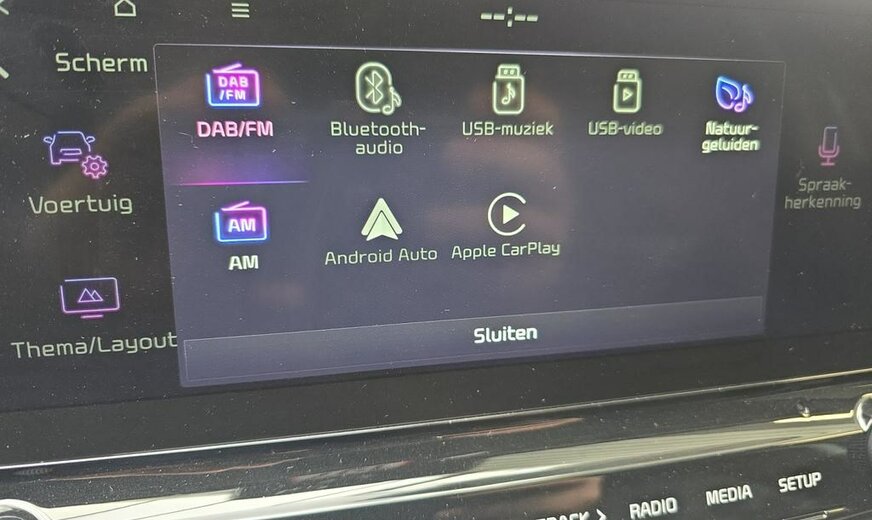 --:--
Scherm
DAB
/FM
DAB/FM
Bluetooth-
audio
USB-muziek
USB-video
Natuur-
geluiden
Voertuig
Spraak-
herkenning
AM
AM
Android Auto
Apple CarPlay
Thema/Layout
Sluiten
RADIO
MEDIA
SETUP